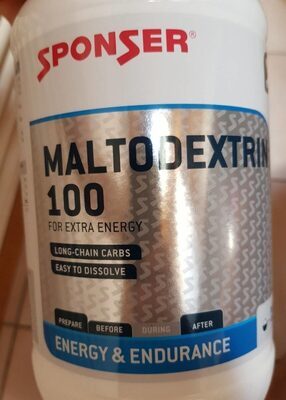 SPONSER®
MALTODEXTRIN
100
FOR EXTRA ENERGY
LONG-CHAIN CARBS
EASY TO DISSOLVE
PREPARE BEFORE DURING AFTER
ENERGY & ENDURANCE